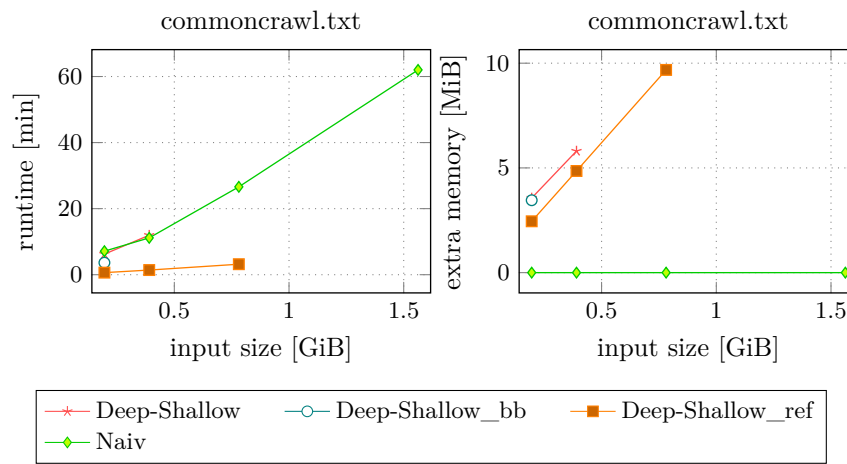 commoncrawl.txt
60
40
20
0
runtime [min]
0.5
1
1.5
input size [GiB]
commoncrawl.txt
10
5
0
extra memory [MiB]
0.5
1
1.5
input size [GiB]
Deep-Shallow
Deep-Shallow_bb
Deep-Shallow_ref
Naiv